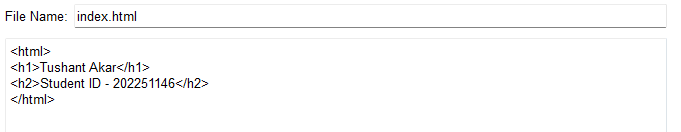 File Name: index.html
<html>
<h1>Tushant Akar</h1>
<h2>Student ID - 202251146</h2>
</html>